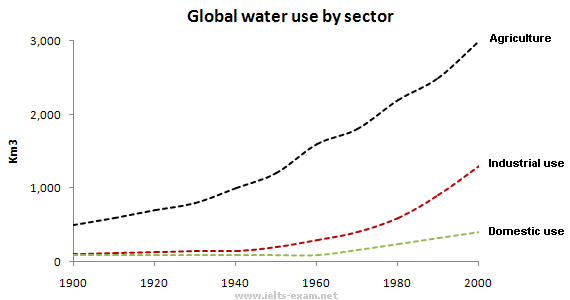 Global water use by sector
3,000
2,000
1,000
0
Km3
Agriculture
Industrial use
Domestic use
1900 1920 1940 1960 1980 2000
www.ielts-exam.net